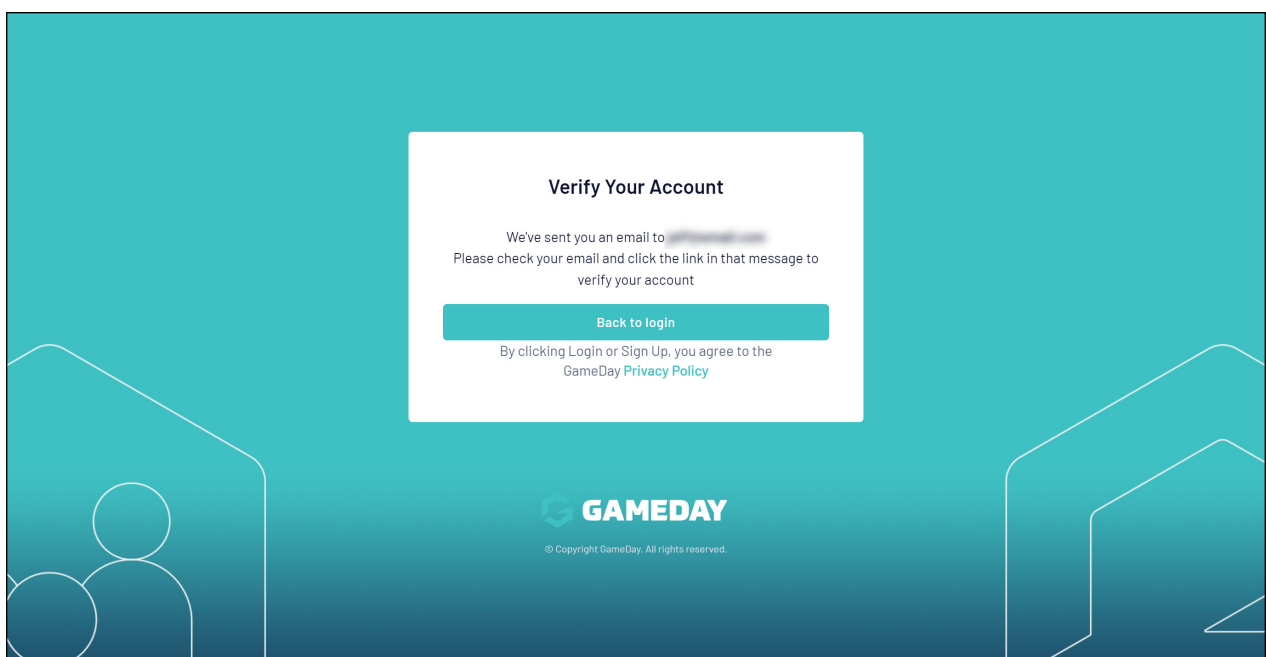 Verify Your Account
We've sent you an email to
Please check your email and click the link in that message to
verify your account
Back to login
By clicking Login or Sign Up, you agree to the
GameDay Privacy Policy
GAMEDAY
© Copyright GameDay. All rights reserved.